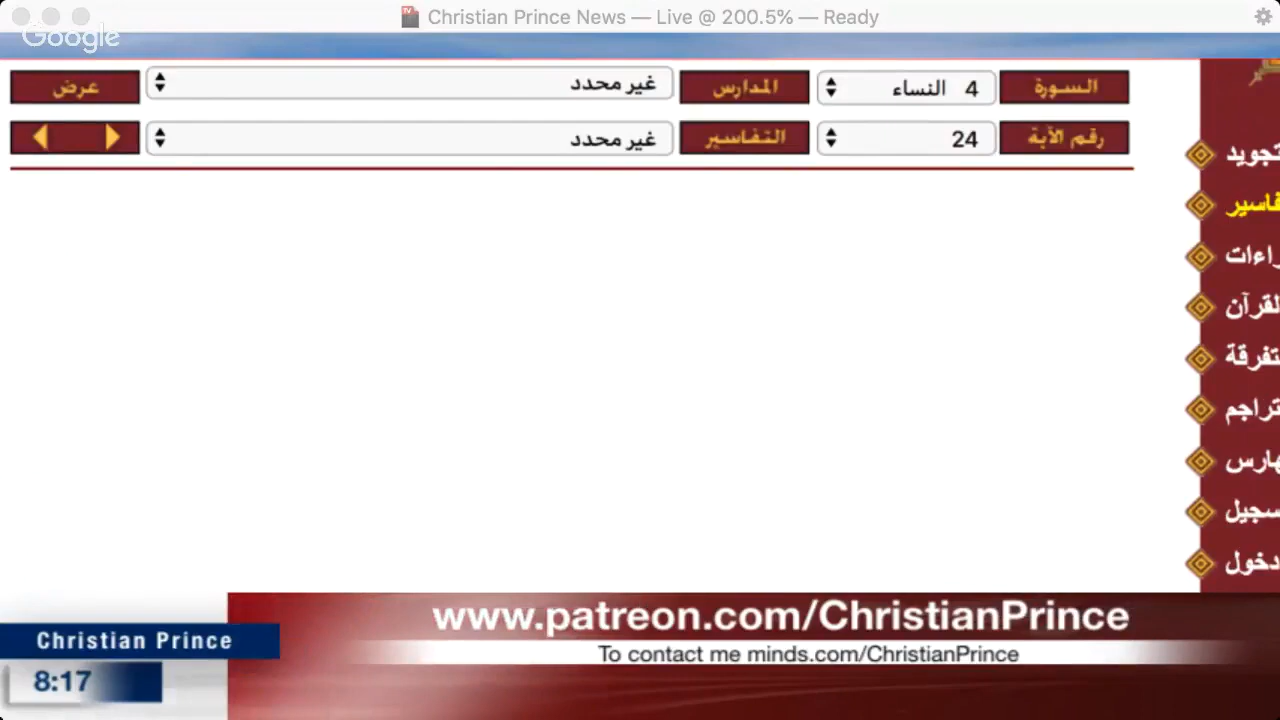 Christian Prince News — Live @ 200.5% — Ready
Google
السورة 4 النساء المدارس غير محدد عرض
رقم الآية 24 التفاسير غير محدد
تجويد
فاسير
راءات
لقرآن
تفرقة
تراجم
هارس
سجيل
دخول
www.patreon.com/ChristianPrince
To contact me minds.com/ChristianPrince
Christian Prince
8:17